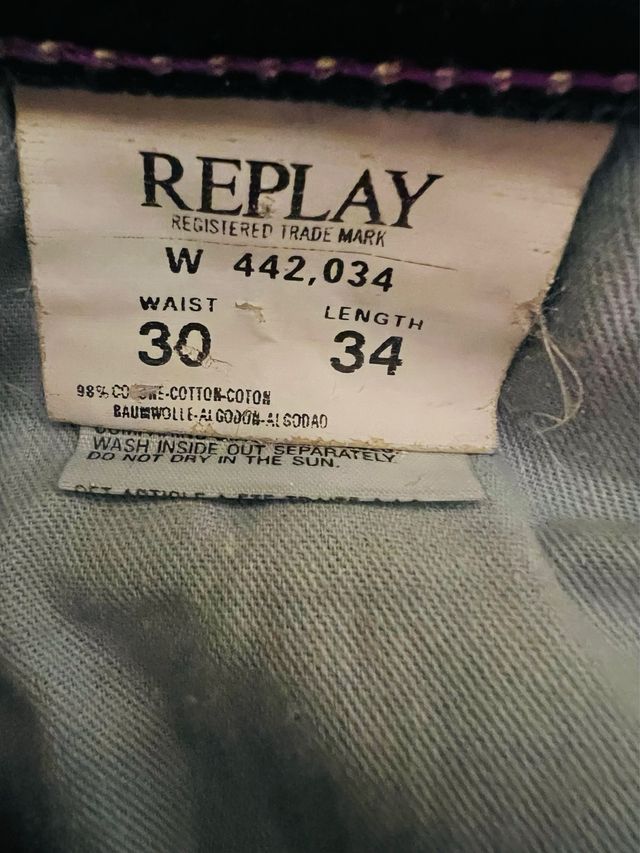 REPLAY
REGISTERED TRADE MARK
W 442,034
WAIST LENGTH
30 34
98% -COTTON-COTON
BAUMWOLLE-ALGODON-ALGODAO
WASH INSIDE OUT SEPARATELY.
DO NOT DRY IN THE SUN.